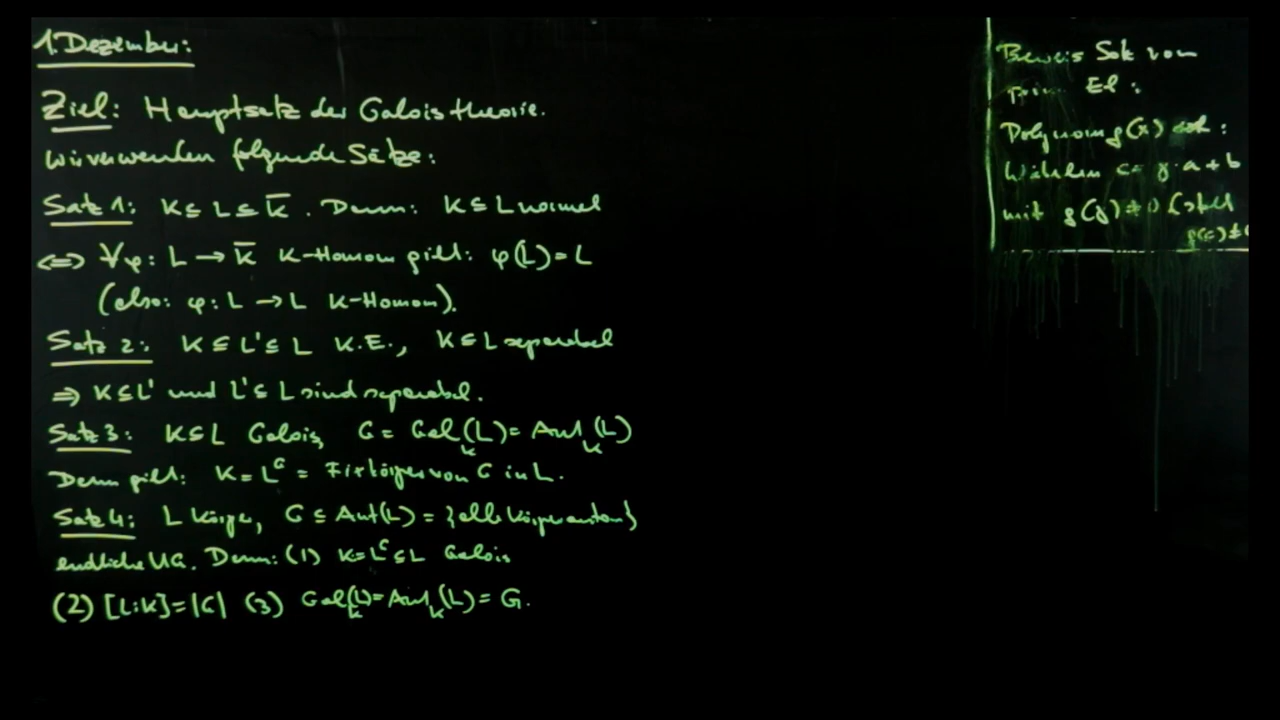 1. Dezember:
Ziel: Hauptsatz der Galoistheorie.
Wir verwenden folgende Sätze:
Satz 1: K ⊆ L ⊆ K̄. Dann: K ⊆ L normal
⇔ ∀φ: L → K̄ K-Homom gilt: φ(L) = L
(also: φ: L → L K-Homom).
Satz 2: K ⊆ L' ⊆ L K.E., K ⊆ L separabel
⇒ K ⊆ L' und L' ⊆ L sind separabel.
Satz 3: K ⊆ L Galois, G = Gal_K(L) = Aut_K(L)
Dann gilt: K = L^G = Fixkörper von G in L.
Satz 4: L Körper, G ⊆ Aut(L) = {alle Körperautom}
endliche UG. Dann: (1) K = L^G ⊆ L Galois
(2) [L:K] = |G| (3) Gal_K(L) = Aut_K(L) = G.
Beweis Satz vom
prim. El:
Polynom g(x)
Wählen c = γ·a + b
mit g(γ) ≠ 0 (statt
g(c) ≠